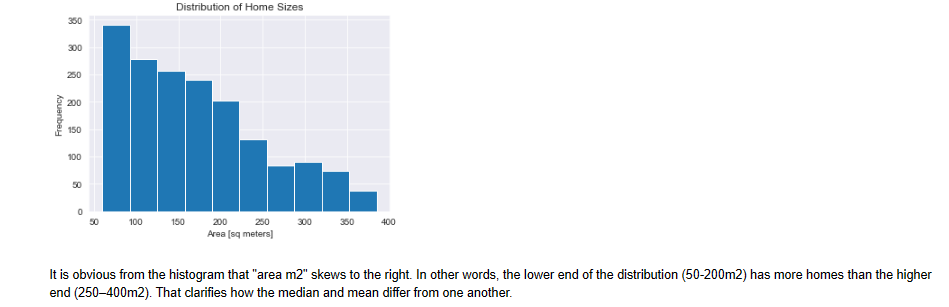 Distribution of Home Sizes
350
300
250
200
150
100
50
0
Frequency
50 100 150 200 250 300 350 400
Area [sq meters]
It is obvious from the histogram that "area m2" skews to the right. In other words, the lower end of the distribution (50-200m2) has more homes than the higher
end (250–400m2). That clarifies how the median and mean differ from one another.